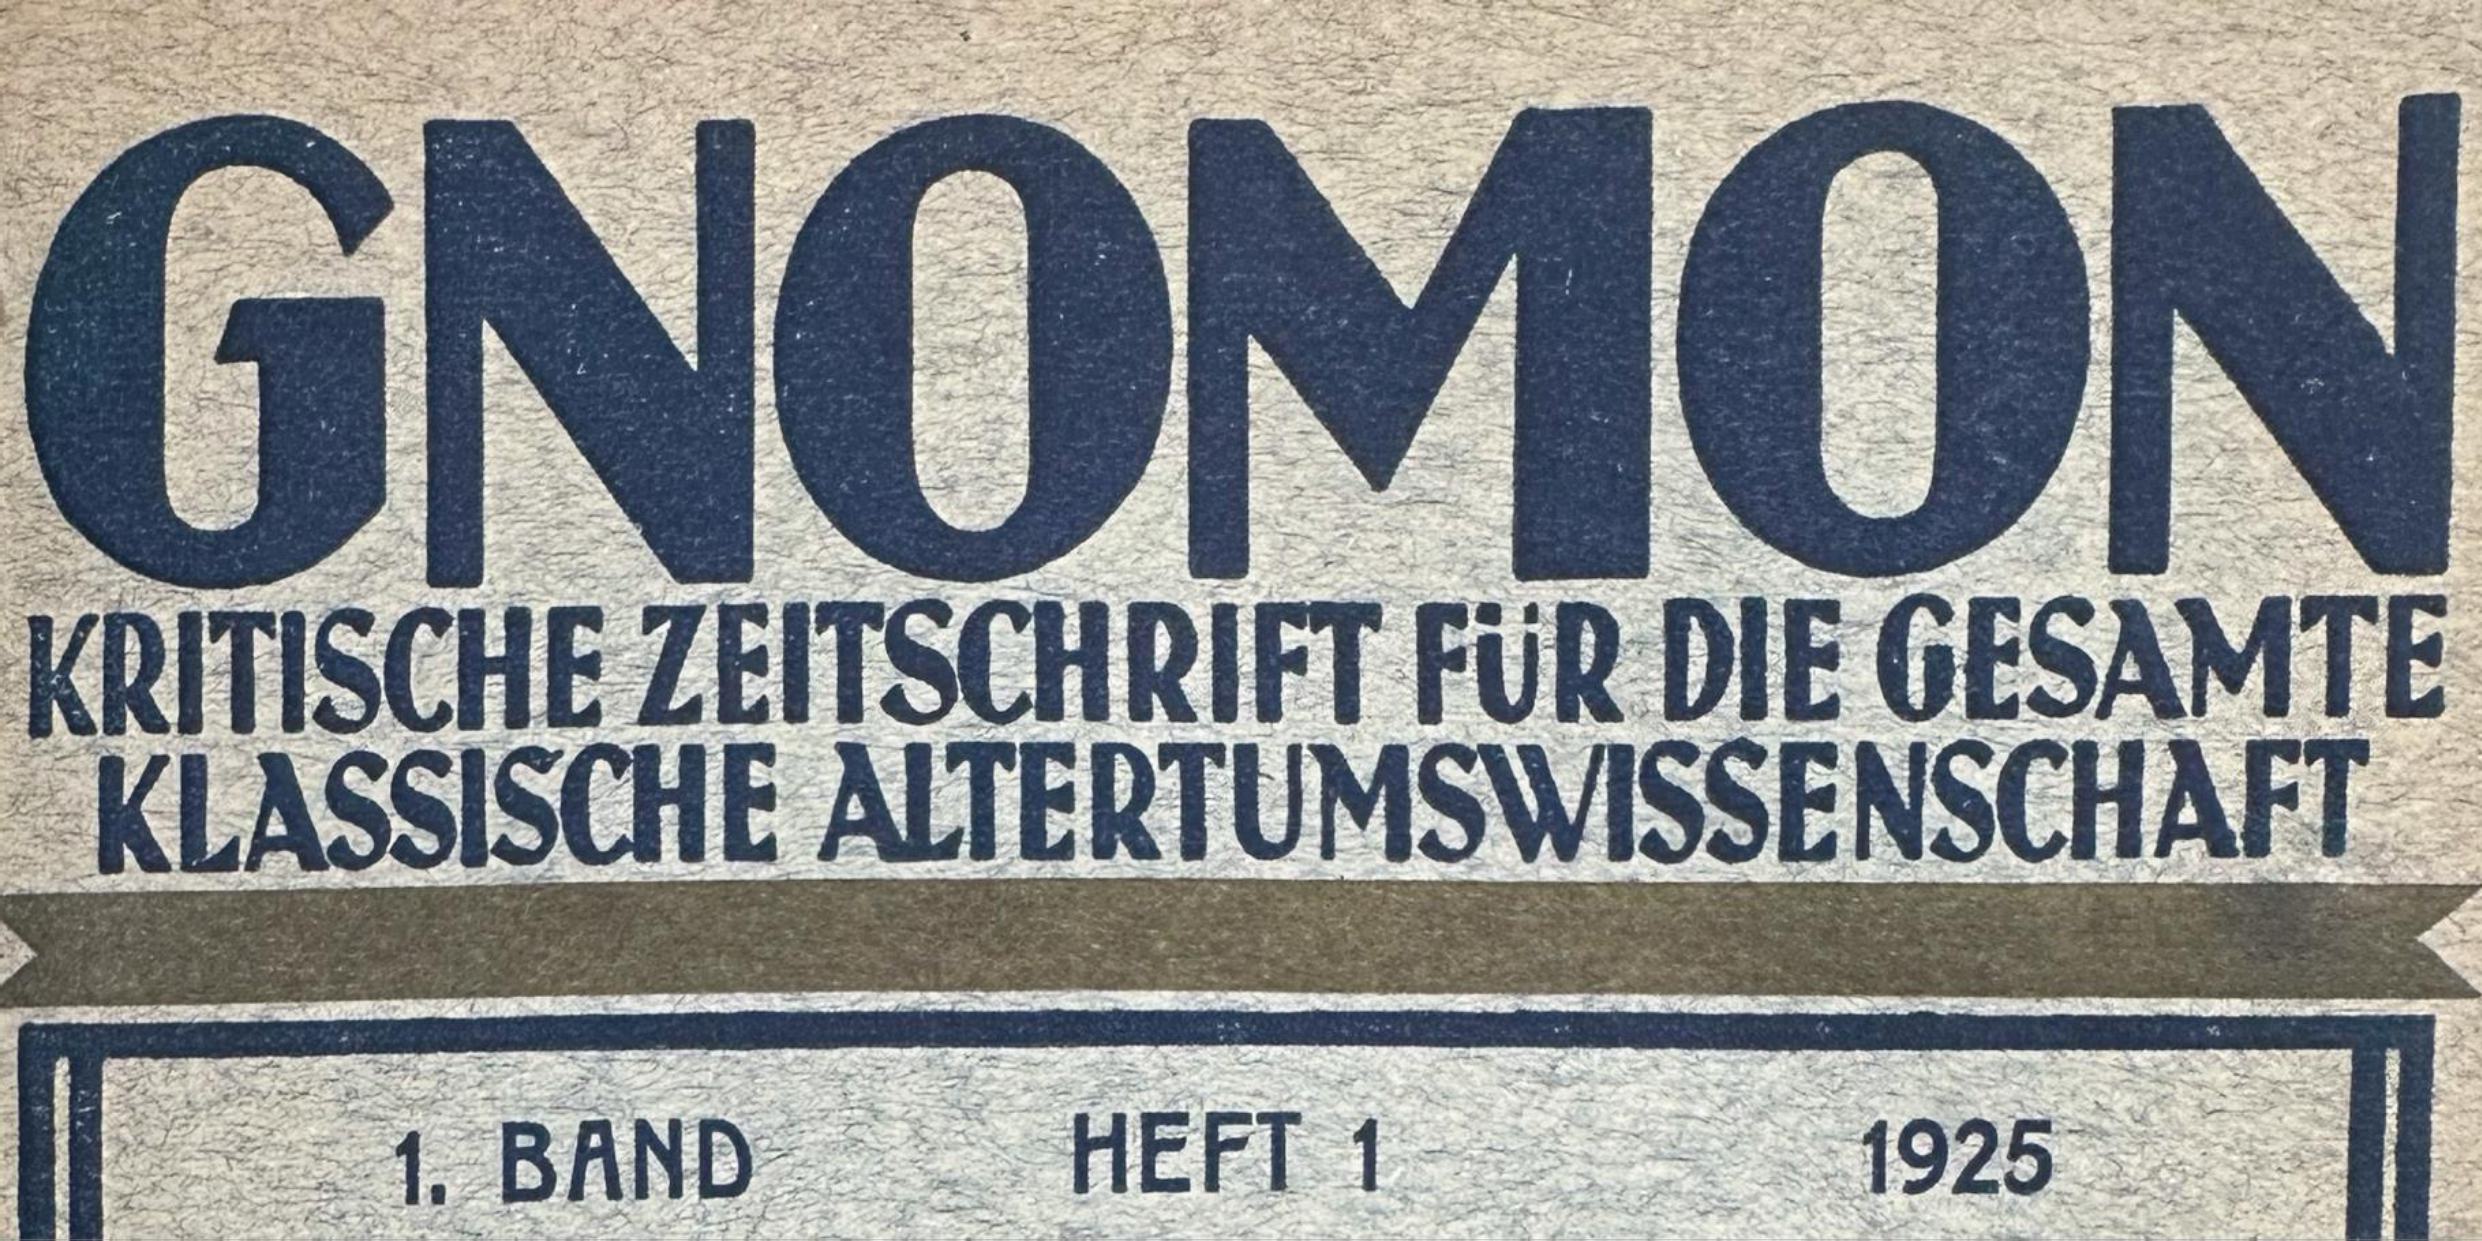 GNOMON
KRITISCHE ZEITSCHRIFT FüR DIE GESAMTE
KLASSISCHE ALTERTUMSWISSENSCHAFT
1. BAND HEFT 1 1925